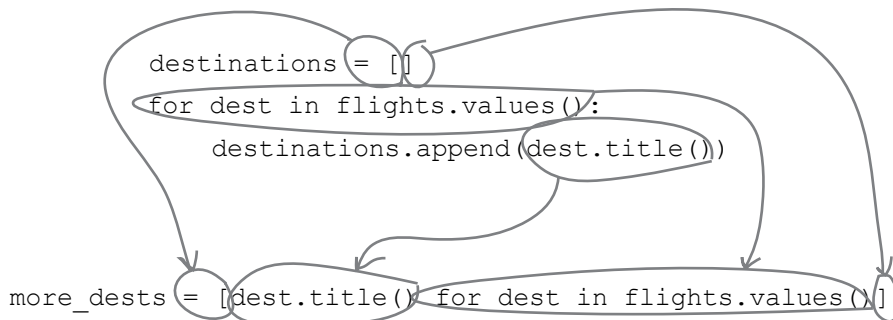 destinations = []
for dest in flights.values():
destinations.append(dest.title())
more_dests = [dest.title() for dest in flights.values()]